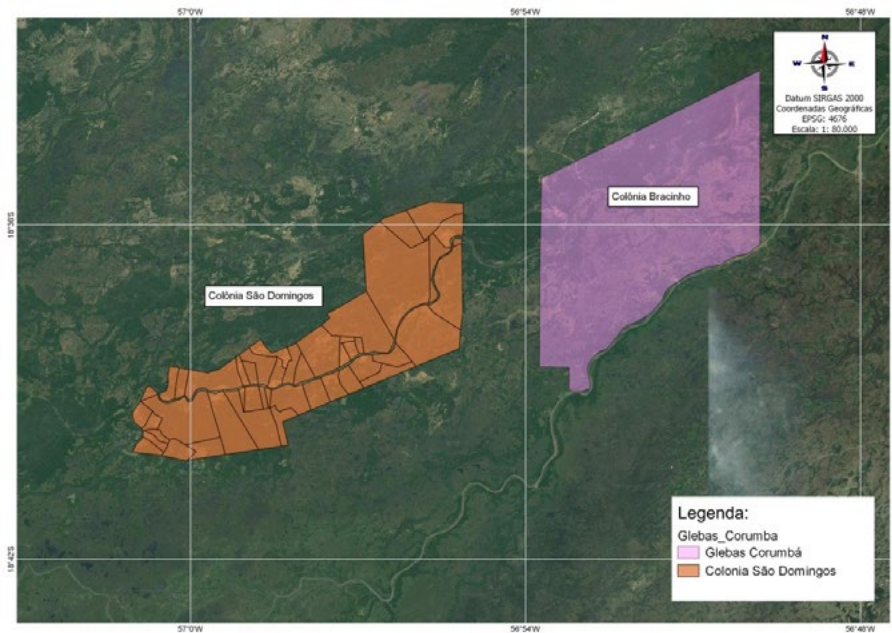 57°0'W
56°54'W
56°48'W
N
W
E
S
Datum SIRGAS 2000
Coordenadas Geográficas
EPSG: 4676
Escala: 1: 80.000
Colônia Bracinho
18°36'S
Colônia São Domingos
Legenda:
Glebas_Corumba
Glebas Corumbá
Colonia São Domingos
18°42'S
57°0'W
56°54'W
56°48'W